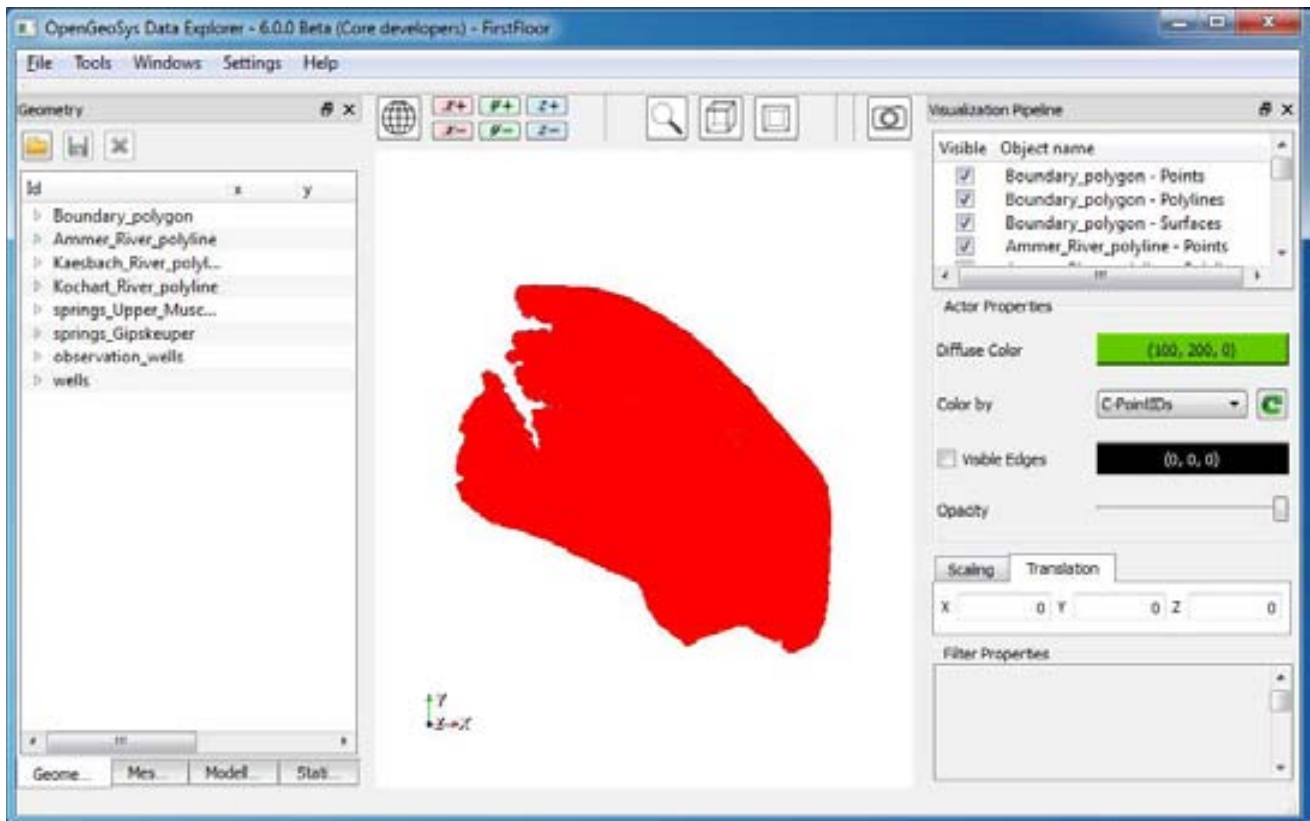 OpenGeoSys Data Explorer - 6.0.0 Beta (Core developers) - FirstFloor
File Tools Windows Settings Help
Geometry
x+ y+ z+
x- y- z-
Id x y
Boundary_polygon
Ammer_River_polyline
Kaesbach_River_polyl...
Kochart_River_polyline
springs_Upper_Musc...
springs_Gipskeuper
observation_wells
wells
Geome... Mes... Modell... Stati...
Y
Z X
Visualization Pipeline
Visible Object name
Boundary_polygon - Points
Boundary_polygon - Polylines
Boundary_polygon - Surfaces
Ammer_River_polyline - Points
Actor Properties
Diffuse Color (100, 200, 0)
Color by C-PointIDs
Visible Edges (0, 0, 0)
Opacity
Scaling Translation
X 0 Y 0 Z 0
Filter Properties